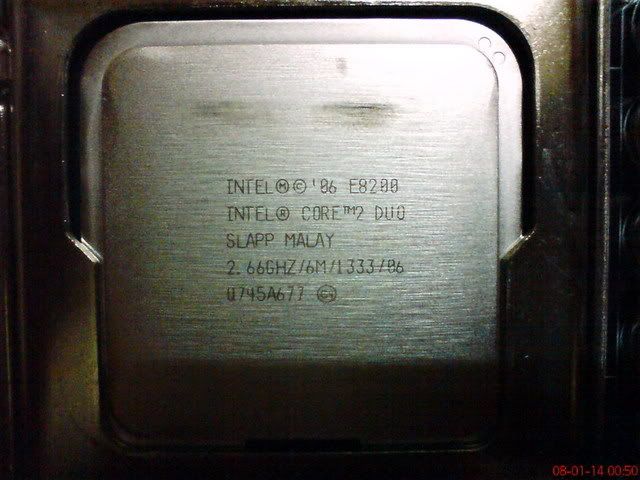 INTEL®© '06 E8200
INTEL® CORE™2 DUO
SLAPP MALAY
2.66GHZ/6M/1333/06
Q745A677 e4
08-01-14 00:50